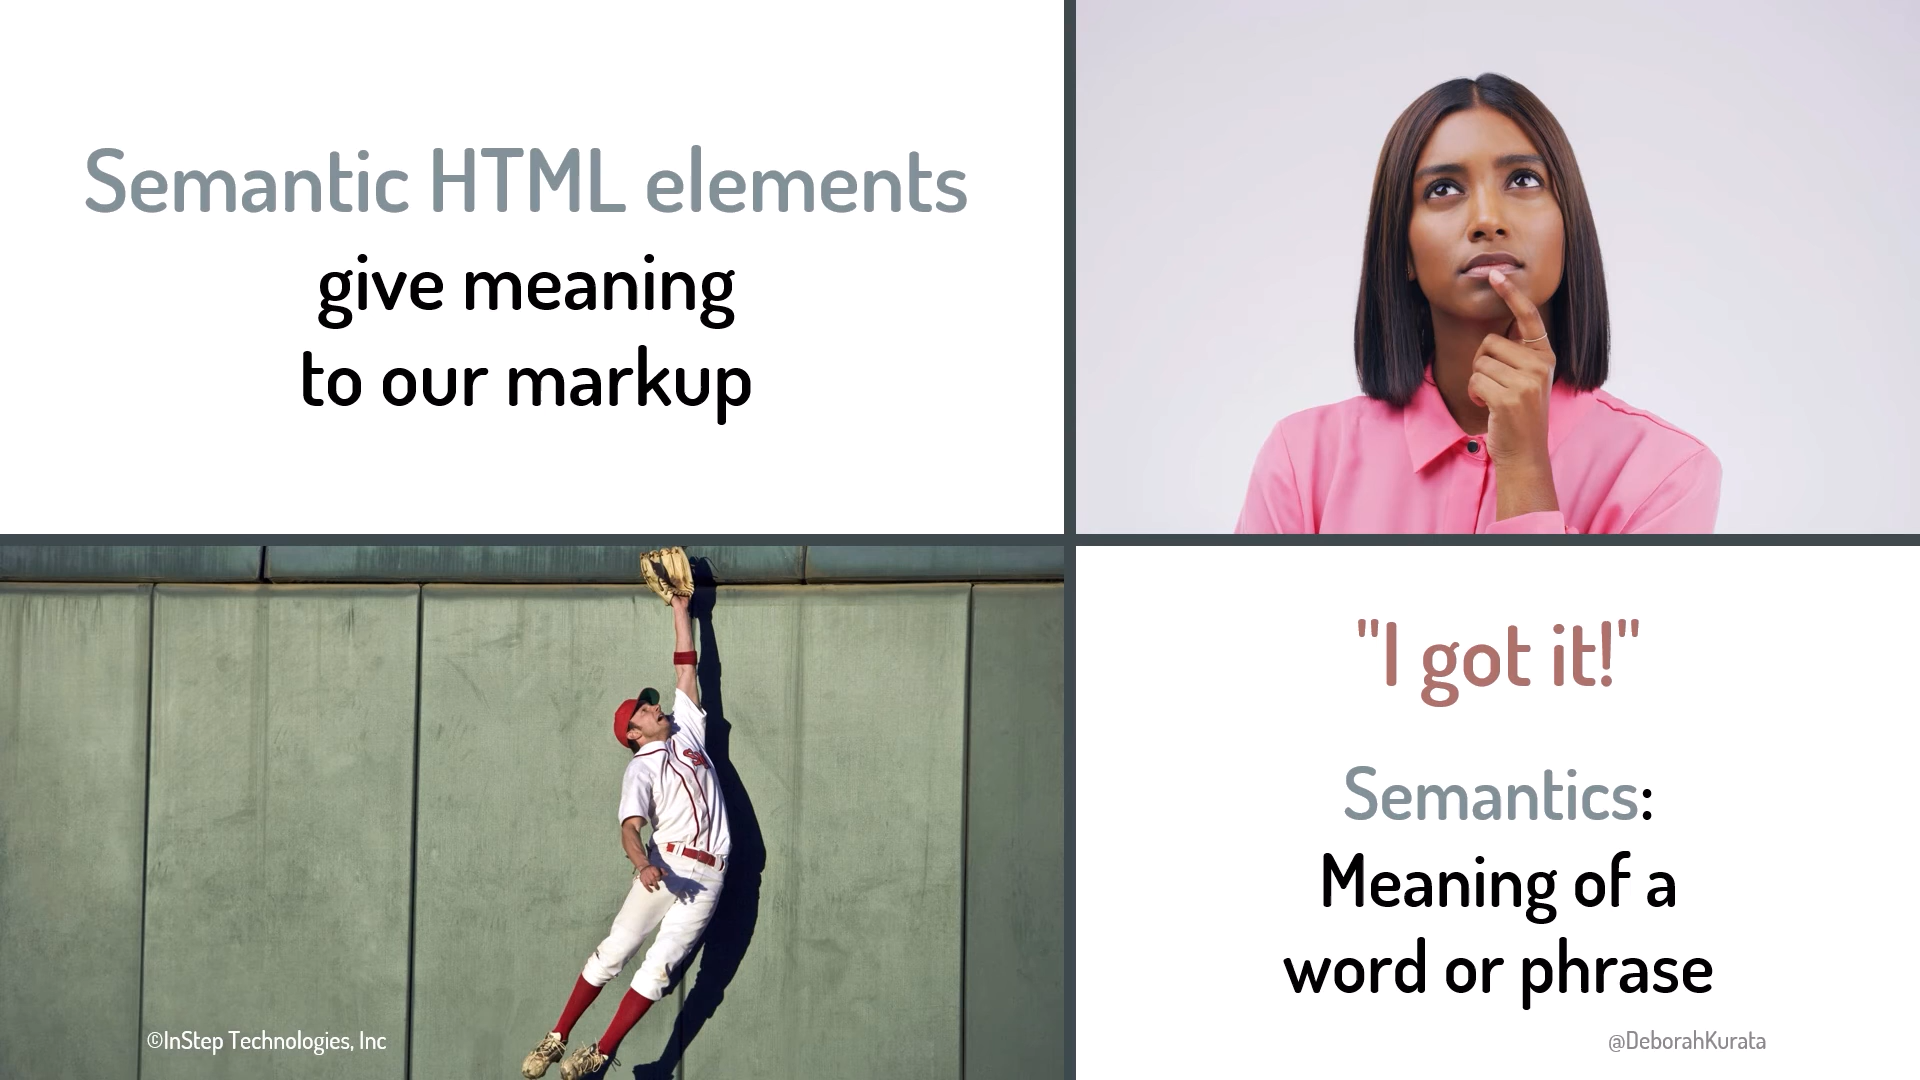 Semantic HTML elements
give meaning
to our markup
"I got it!"
Semantics:
Meaning of a
word or phrase
©InStep Technologies, Inc
@DeborahKurata